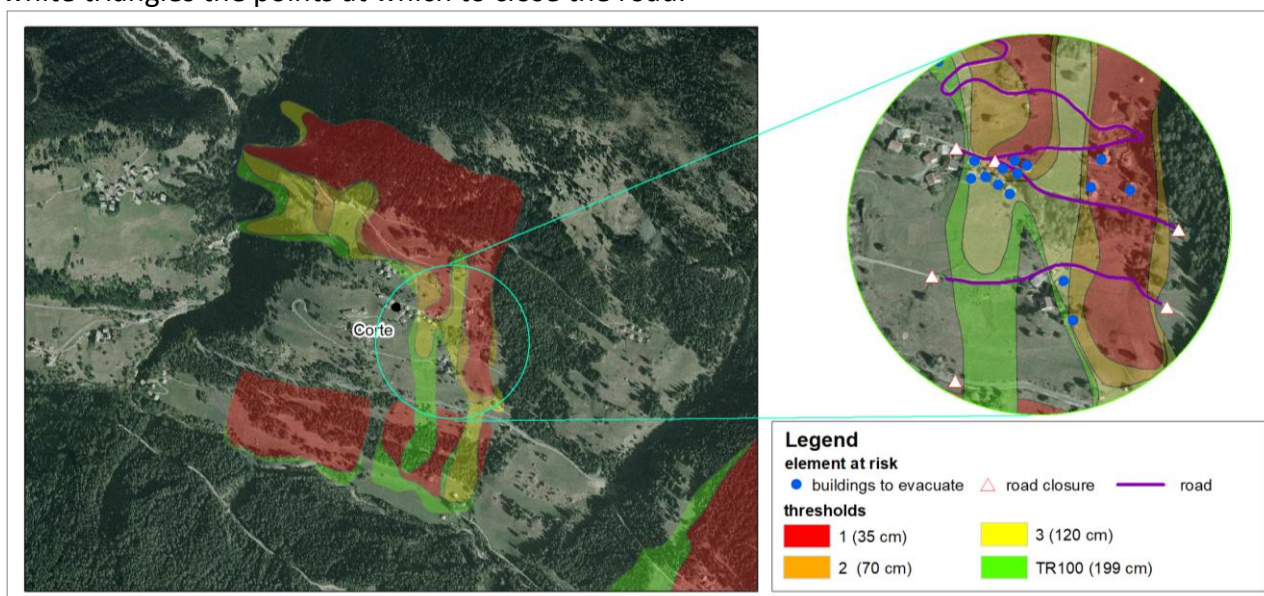 white triangles the points at which to close the road.
Corte
Legend
element at risk
buildings to evacuate road closure road
thresholds
1 (35 cm) 3 (120 cm)
2 (70 cm) TR100 (199 cm)